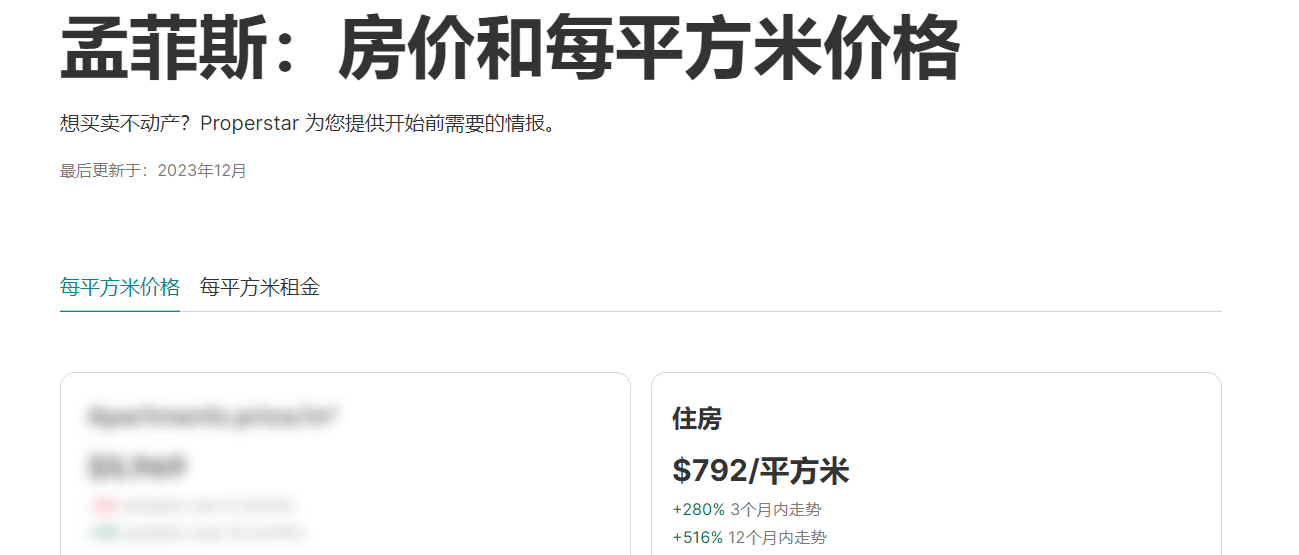 孟菲斯：房价和每平方米价格
想买卖不动产？Properstar 为您提供开始前需要的情报。
最后更新于：2023年12月
每平方米价格 每平方米租金
住房
$792/平方米
+280% 3个月内走势
+516% 12个月内走势